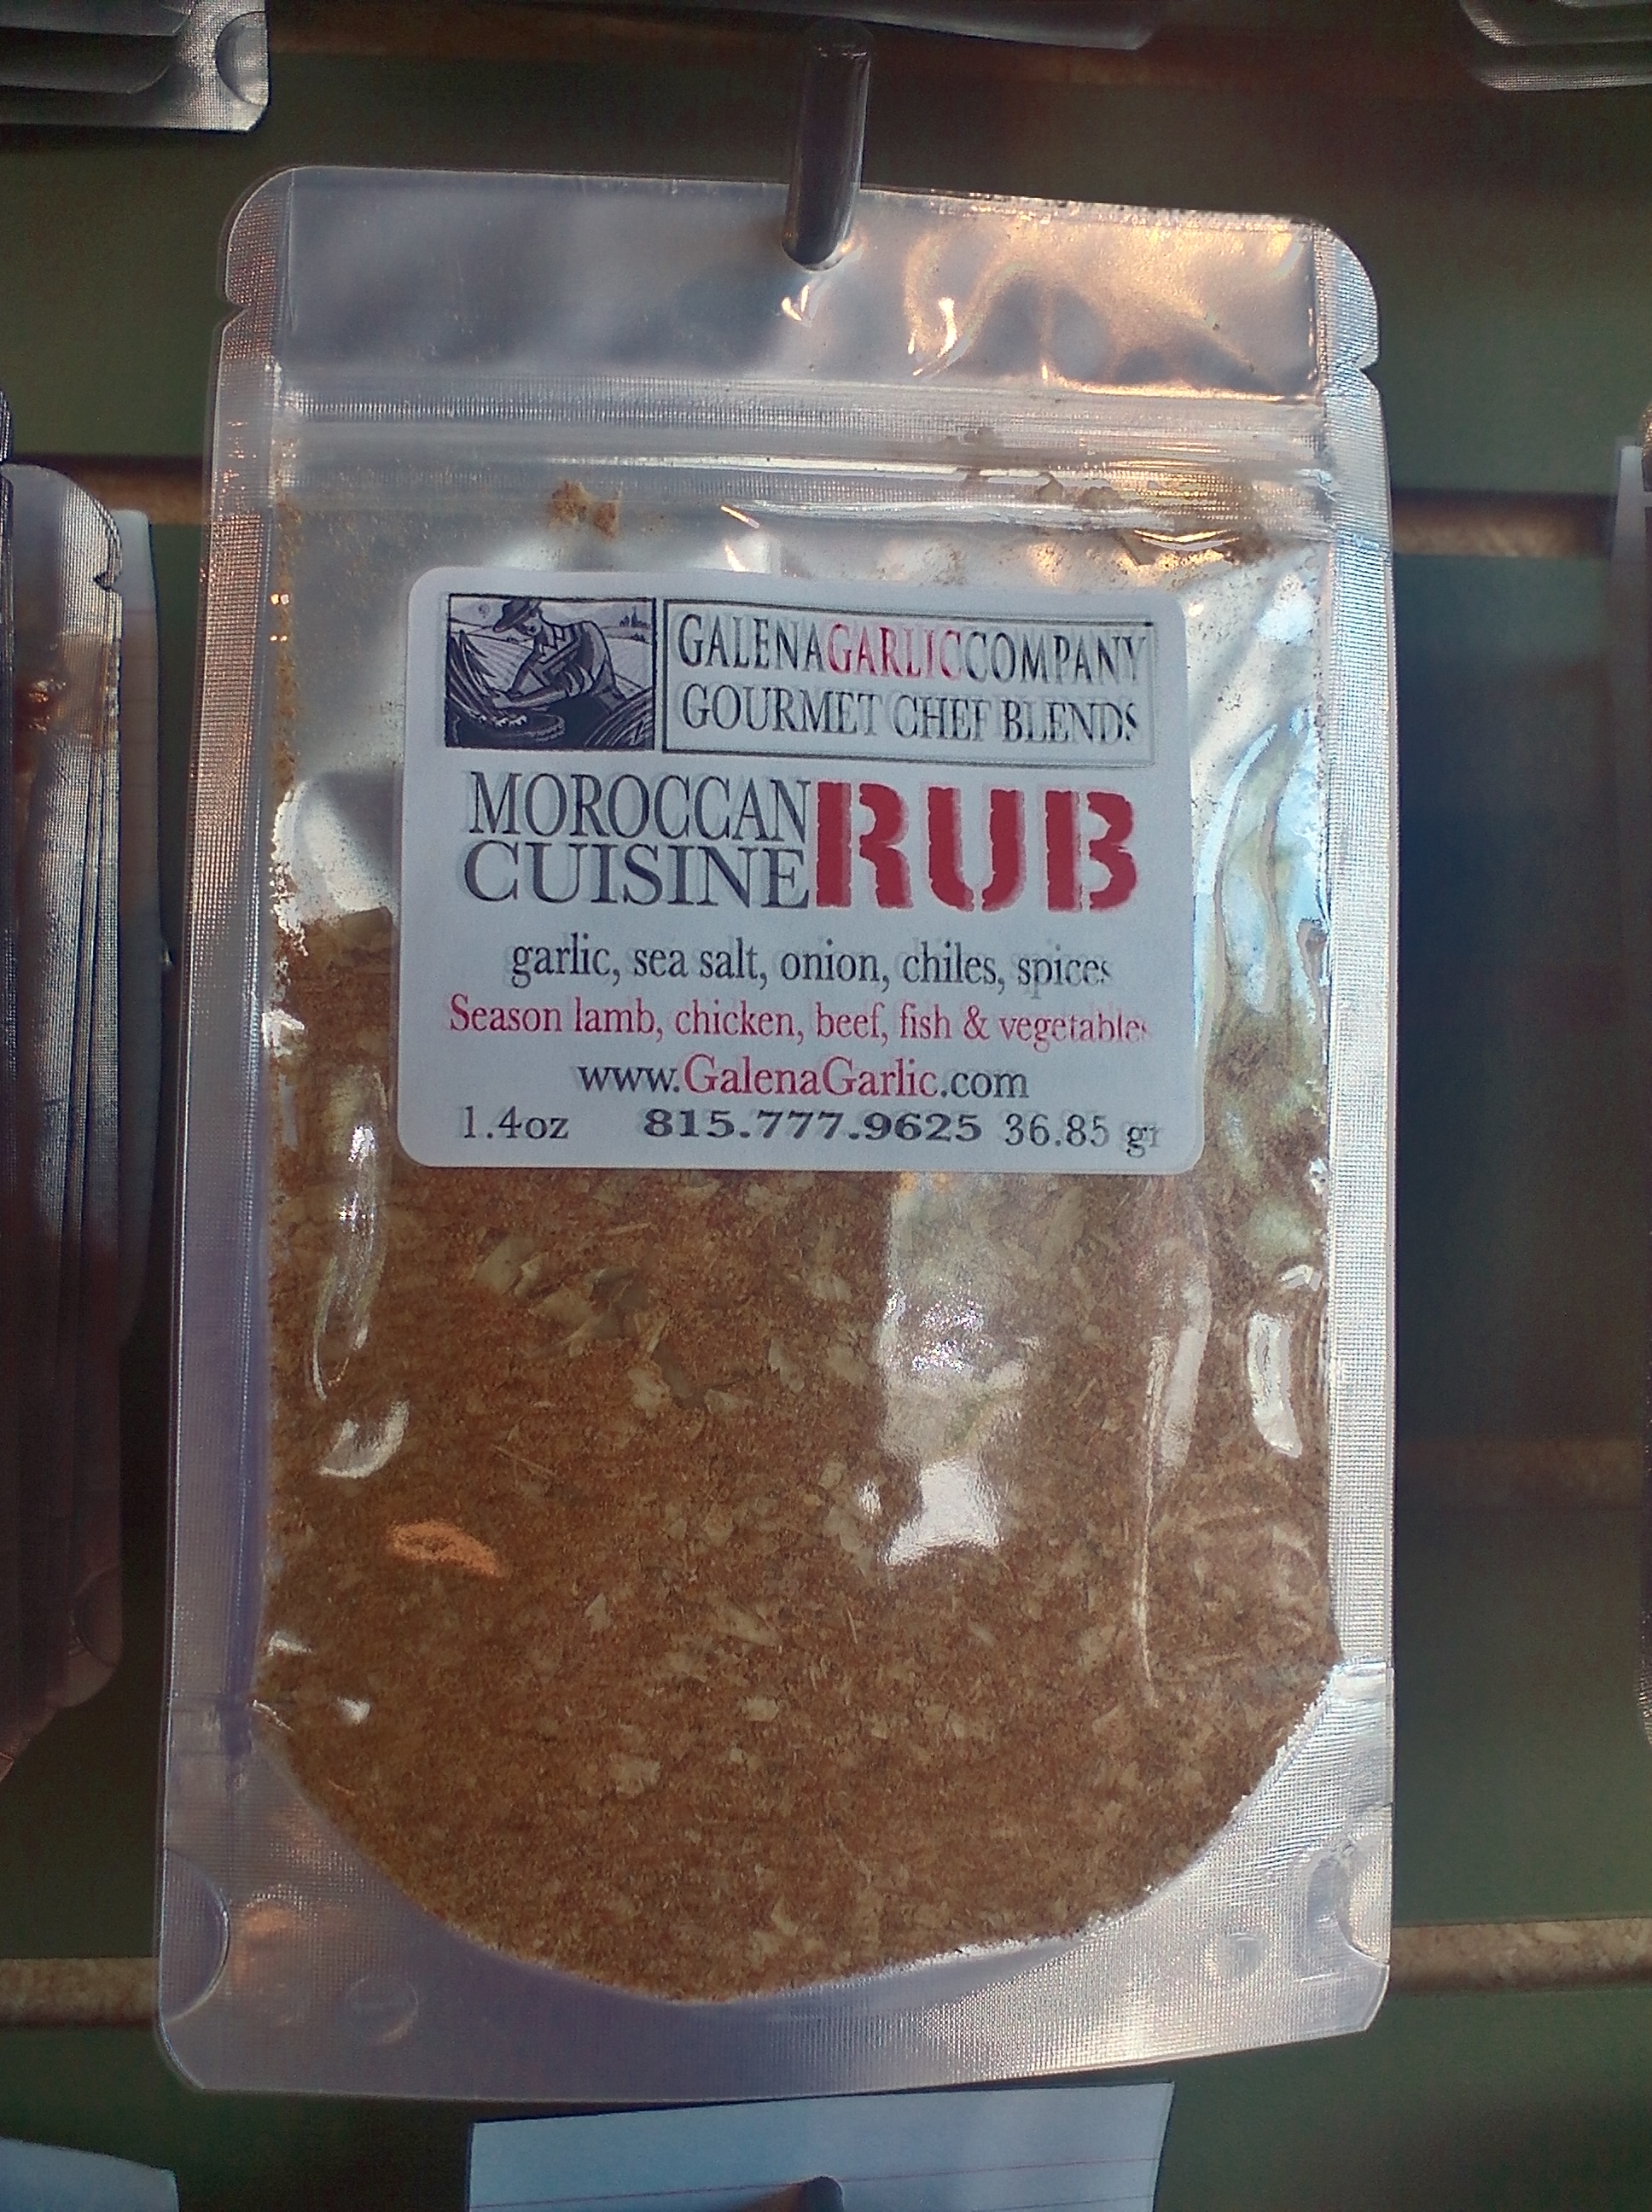 GALENAGARLICCOMPANY
GOURMET CHEF BLENDS
MOROCCAN
CUISINE RUB
garlic, sea salt, onion, chiles, spices
Season lamb, chicken, beef, fish & vegetables
www.GalenaGarlic.com
1.4oz 815.777.9625 36.85 gr